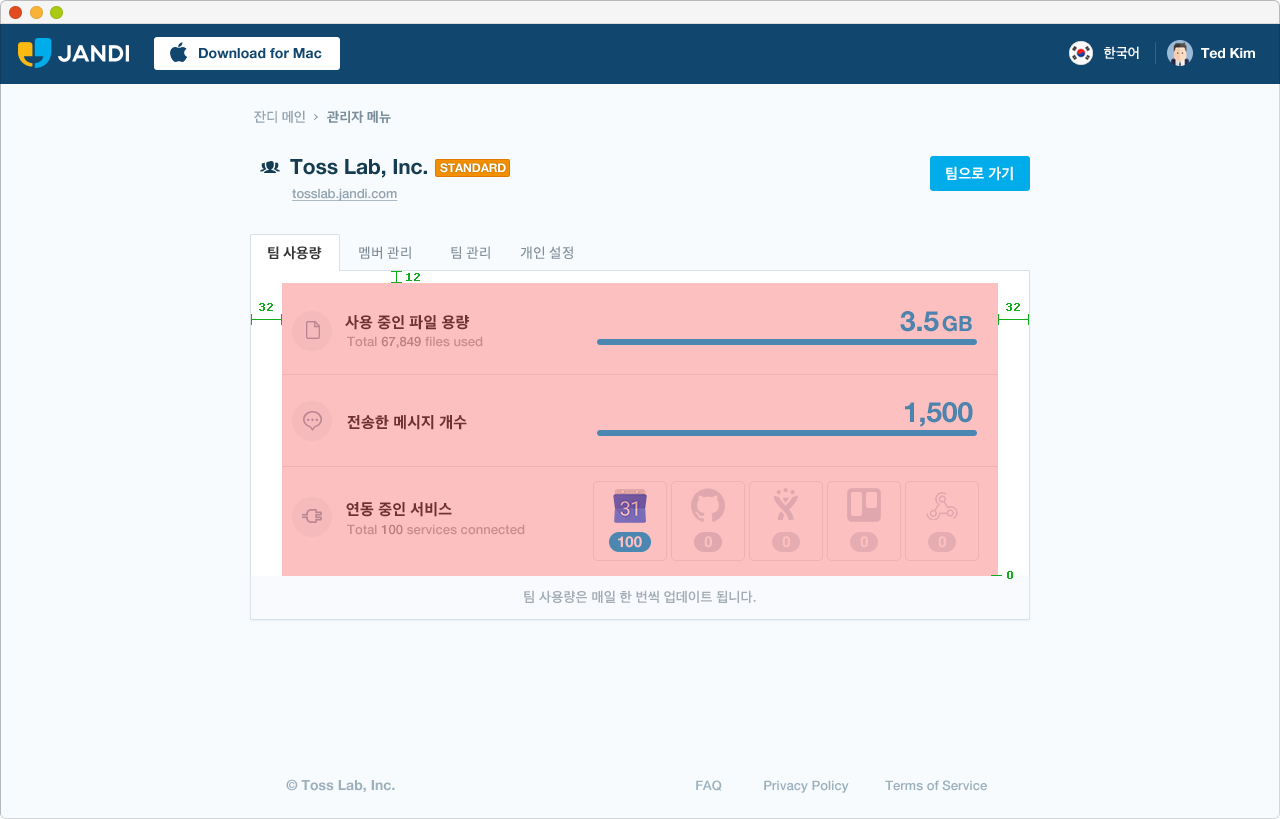 JANDI
Download for Mac
한국어
Ted Kim
잔디 메인 › 관리자 메뉴
Toss Lab, Inc. STANDARD
tosslab.jandi.com
팀으로 가기
팀 사용량
멤버 관리
팀 관리
개인 설정
12
32
32
사용 중인 파일 용량
Total 67,849 files used
3.5 GB
전송한 메시지 개수
1,500
연동 중인 서비스
Total 100 services connected
31
100
0
0
0
0
0
팀 사용량은 매일 한 번씩 업데이트 됩니다.
© Toss Lab, Inc.
FAQ
Privacy Policy
Terms of Service